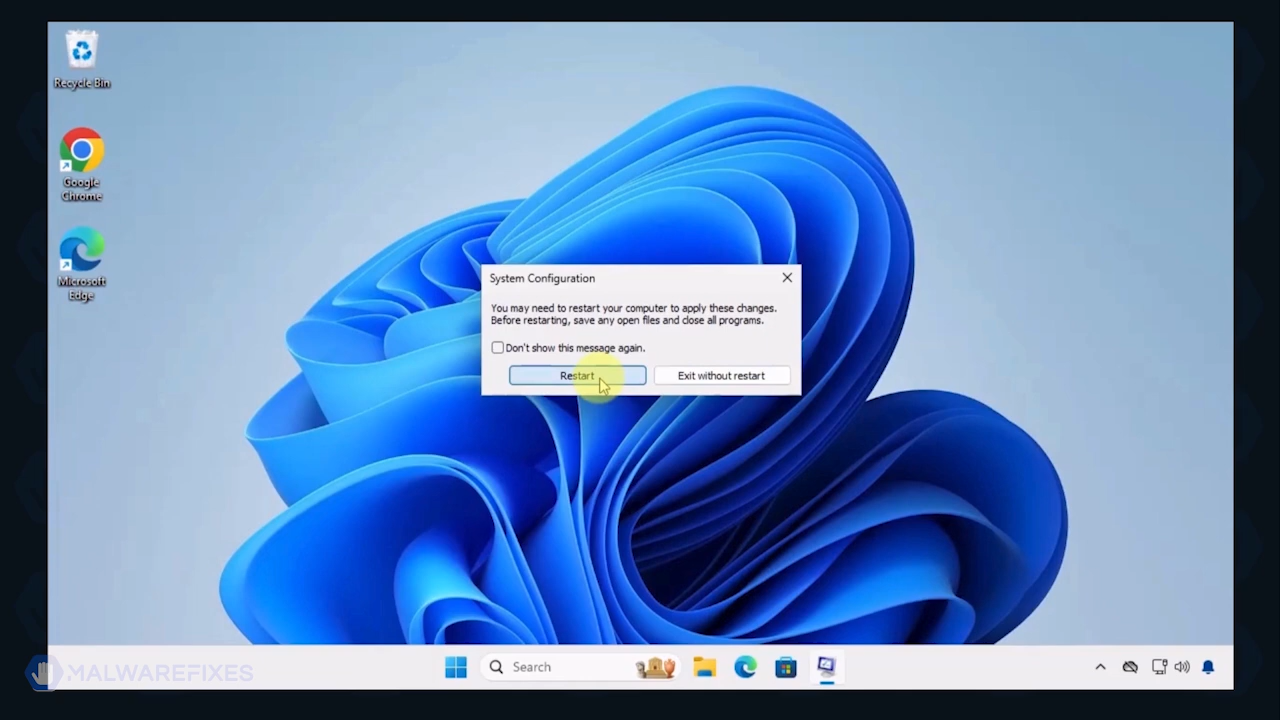 Recycle Bin
Google
Chrome
Microsoft
Edge
System Configuration
You may need to restart your computer to apply these changes.
Before restarting, save any open files and close all programs.
Don't show this message again.
Restart
Exit without restart
Search
MALWAREFIXES